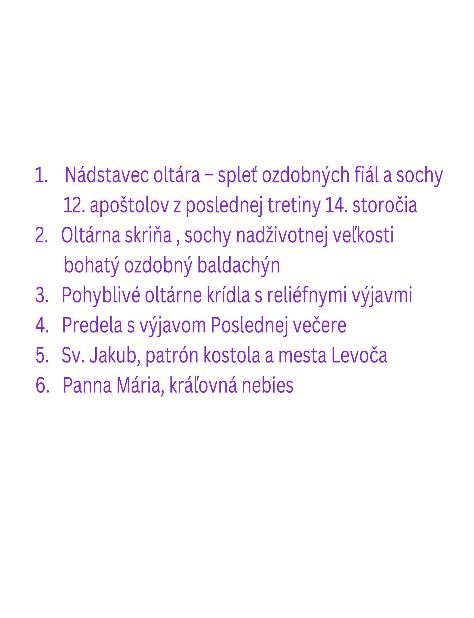 1. Nádstavec oltára – spleť ozdobných fiál a sochy
12. apoštolov z poslednej tretiny 14. storočia
2. Oltárna skriňa , sochy nadživotnej veľkosti
bohatý ozdobný baldachýn
3. Pohyblivé oltárne krídla s reliéfnymi výjavmi
4. Predela s výjavom Poslednej večere
5. Sv. Jakub, patrón kostola a mesta Levoča
6. Panna Mária, kráľovná nebies